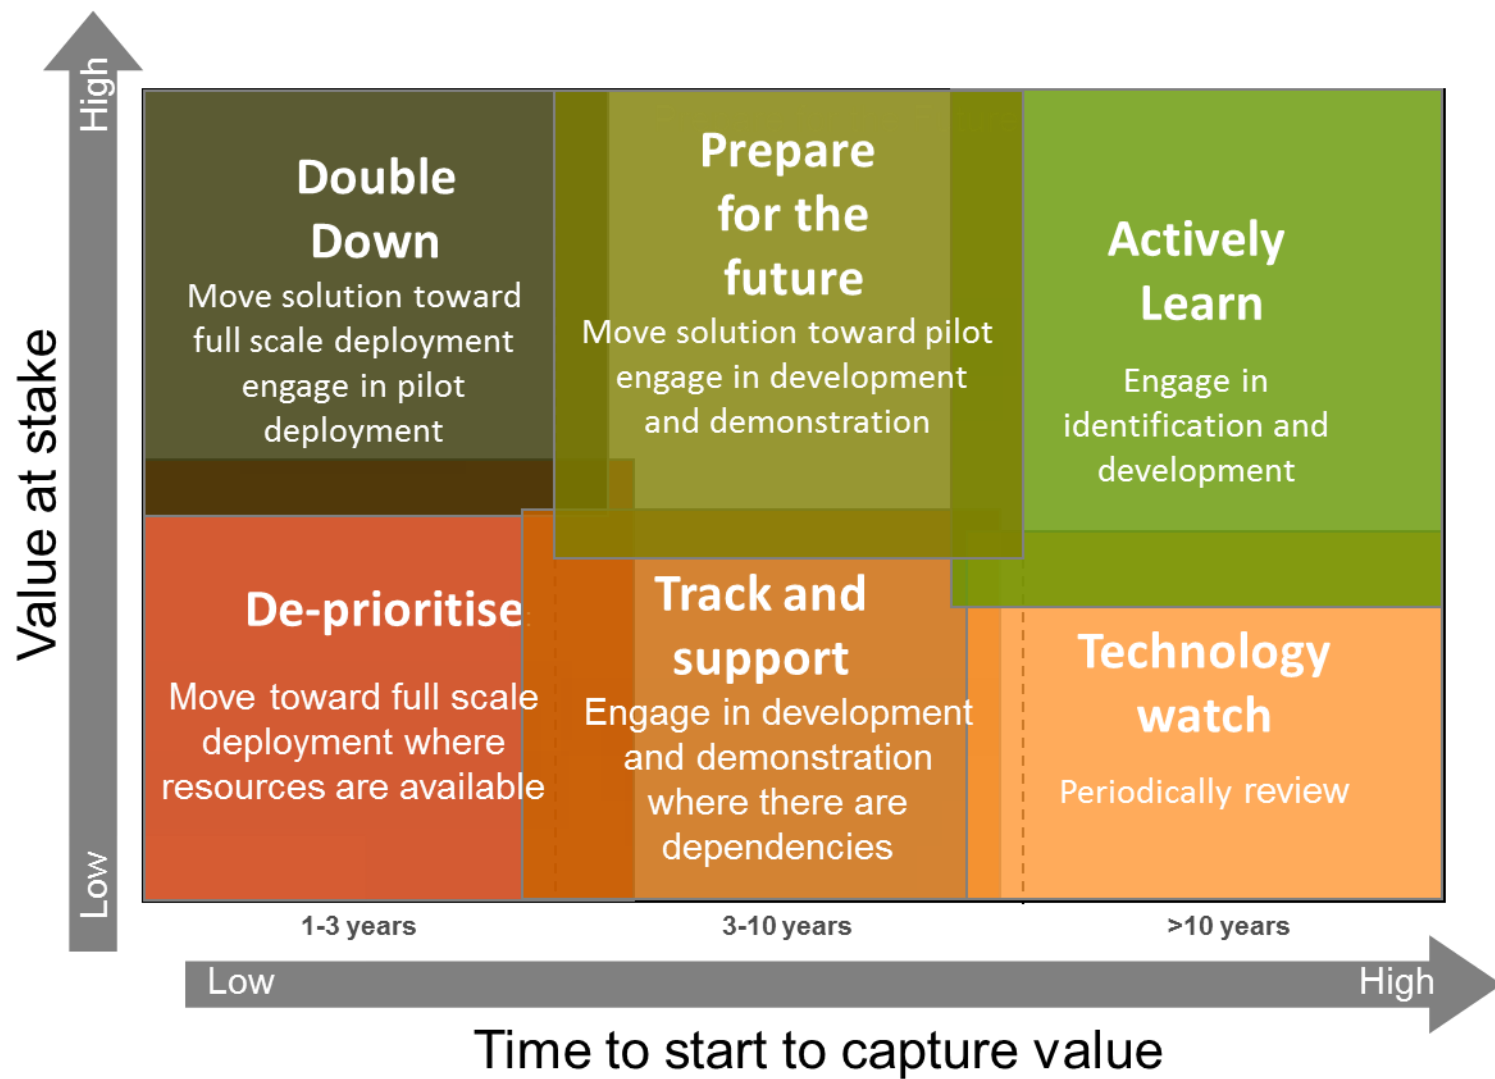 High
Value at stake
Low
Double
Down
Move solution toward
full scale deployment
engage in pilot
deployment
Prepare
for the
future
Move solution toward pilot
engage in development
and demonstration
Actively
Learn
Engage in
identification and
development
De-prioritise
Move toward full scale
deployment where
resources are available
Track and
support
Engage in development
and demonstration
where there are
dependencies
Technology
watch
Periodically review
1-3 years
3-10 years
>10 years
Low
High
Time to start to capture value